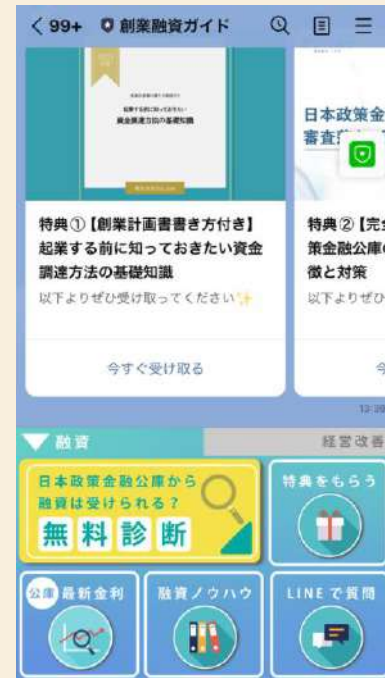 99+ 創業融資ガイド
起業する前に知っておきたい
資金調達方法の基礎知識
日本政策金
審査
特典①【創業計画書書き方付き】
起業する前に知っておきたい資金
調達方法の基礎知識
以下よりぜひ受け取ってください✨
今すぐ受け取る
特典②【完全
策金融公庫の
徴と対策
以下よりぜひ
今
融資
経営改善
日本政策金融公庫から
融資は受けられる?
無料診断
特典をもらう
公庫 最新金利
融資ノウハウ
LINEで質問